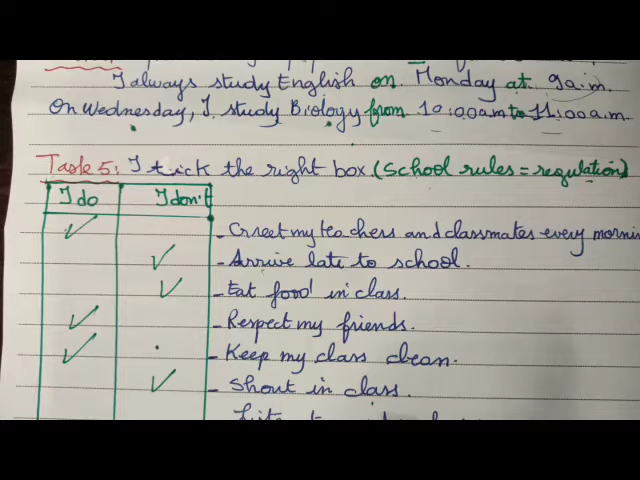 I always study English on Monday at 9a.m.
On Wednesday, I study Biology from 10:00am to 11:00a.m.
Task 5: I tick the right box. (School rules = regulation)
I do I don't
✓ - Greet my teachers and classmates every mornin
✓ - Arrive late to school.
✓ - Eat food in class.
✓ - Respect my friends.
✓ - Keep my class clean.
✓ - Shout in class.